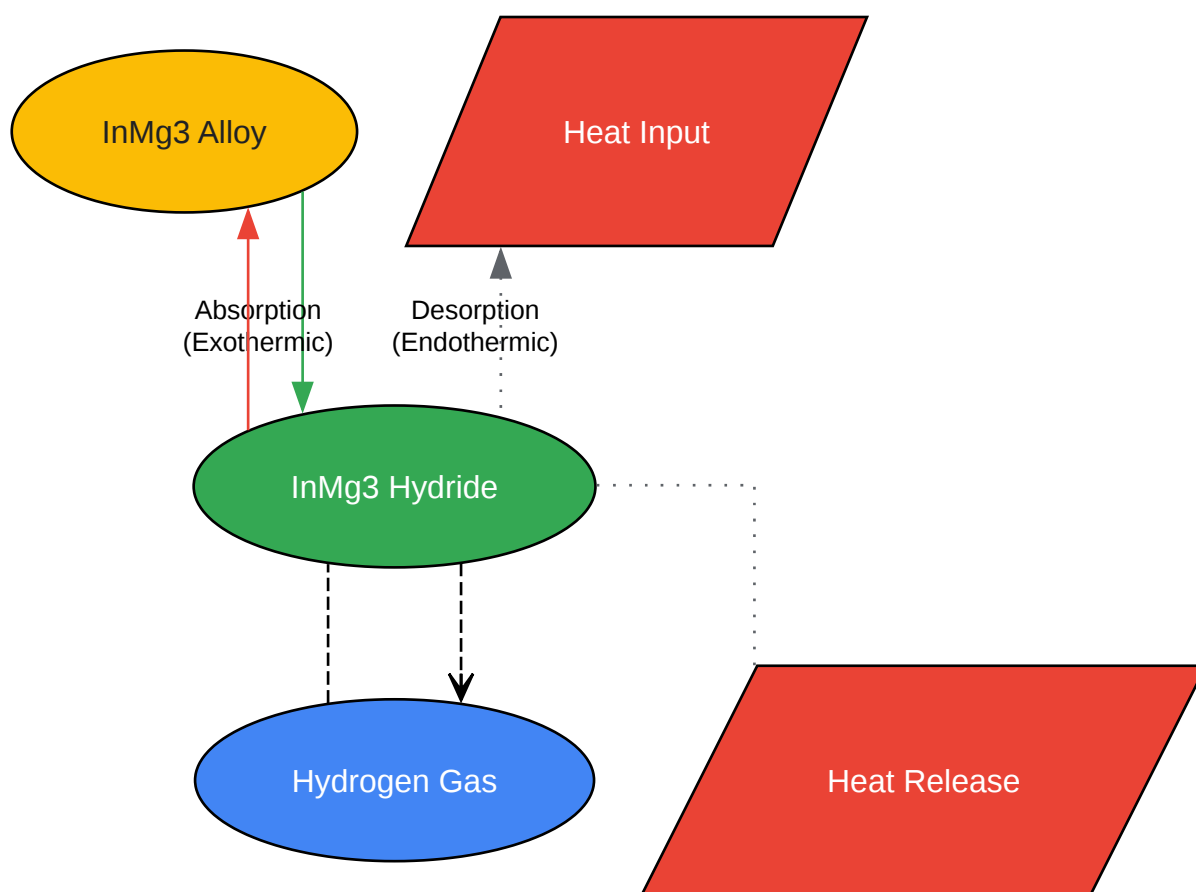 InMg3 Alloy
Heat Input
Absorption
(Exothermic)
Desorption
(Endothermic)
InMg3 Hydride
Hydrogen Gas
Heat Release